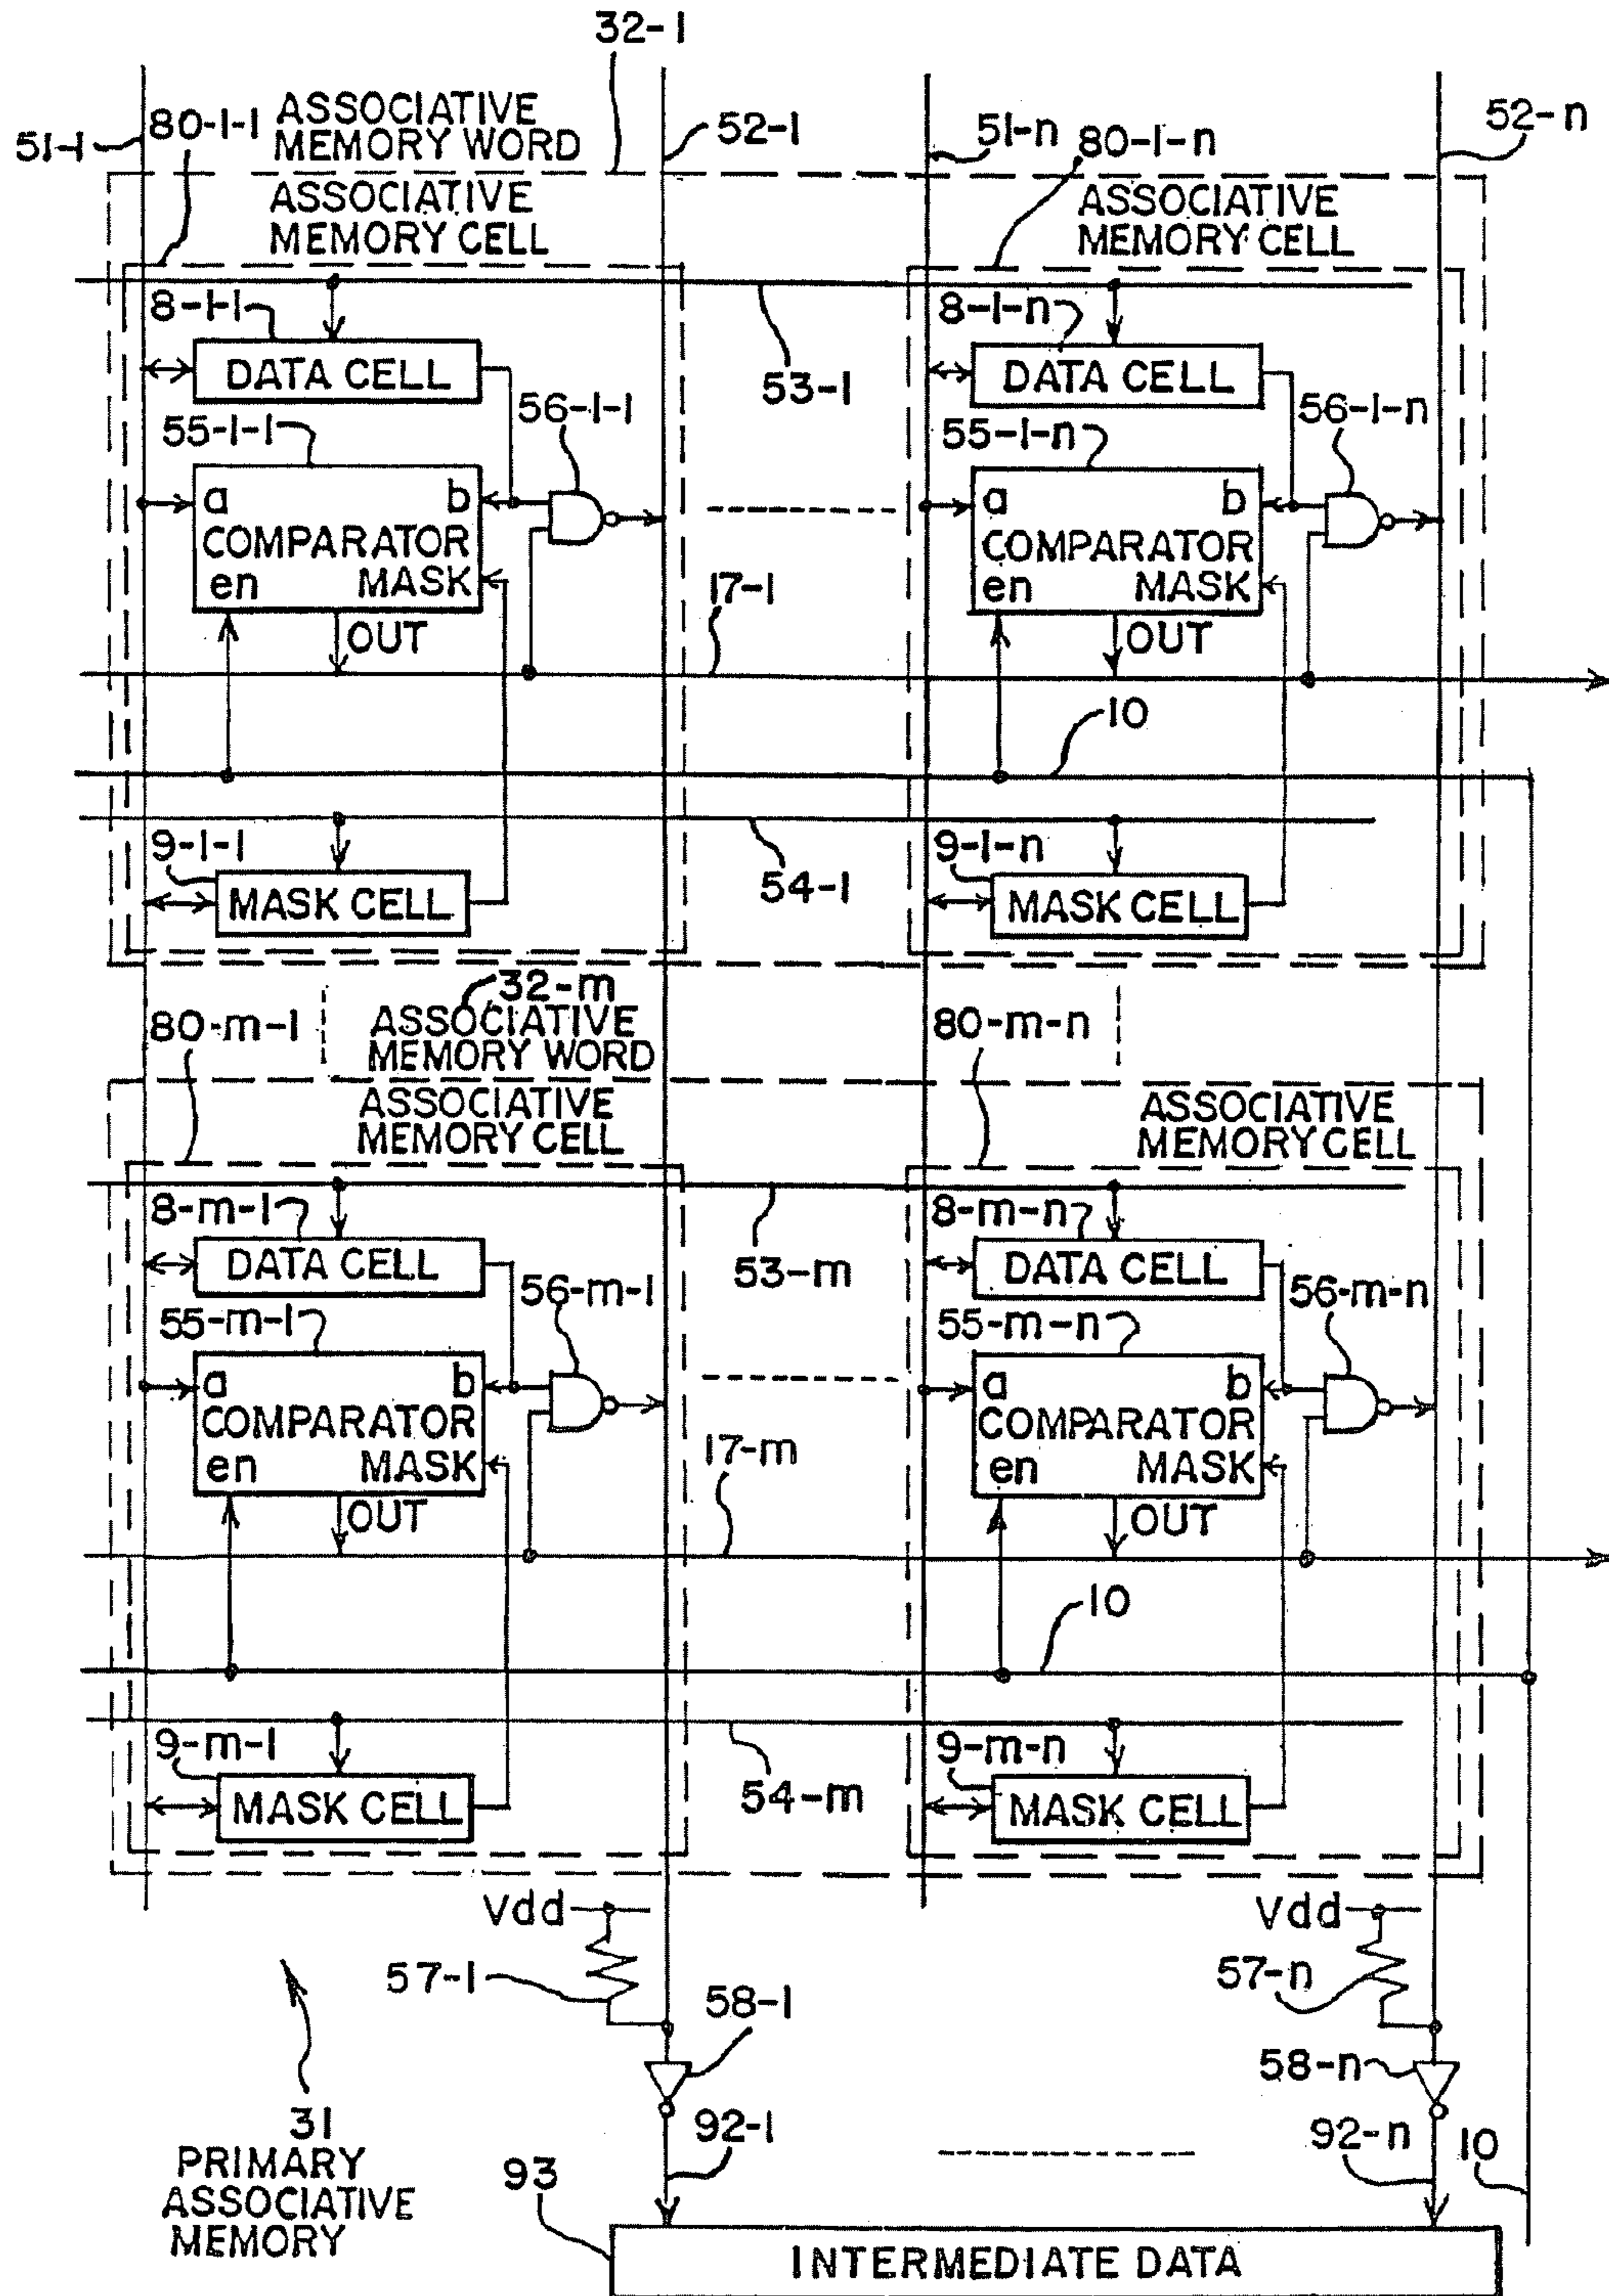 32-1
51-1
80-1-1
ASSOCIATIVE
MEMORY WORD
52-1
51-n
80-1-n
52-n
ASSOCIATIVE
MEMORY CELL
ASSOCIATIVE
MEMORY CELL
8-1-1
DATA CELL
53-1
8-1-n
DATA CELL
55-1-1
56-1-1
55-1-n
56-1-n
a b
COMPARATOR
en MASK
OUT
17-1
a b
COMPARATOR
en MASK
OUT
10
9-1-1
MASK CELL
54-1
9-1-n
MASK CELL
32-m
80-m-1
ASSOCIATIVE
MEMORY WORD
80-m-n
ASSOCIATIVE
MEMORY CELL
ASSOCIATIVE
MEMORY CELL
8-m-1
DATA CELL
53-m
8-m-n
DATA CELL
55-m-1
56-m-1
55-m-n
56-m-n
a b
COMPARATOR
en MASK
OUT
17-m
a b
COMPARATOR
en MASK
OUT
10
9-m-1
MASK CELL
54-m
9-m-n
MASK CELL
Vdd
Vdd
57-1
57-n
58-1
58-n
31
PRIMARY
ASSOCIATIVE
MEMORY
92-1
92-n
10
93
INTERMEDIATE DATA